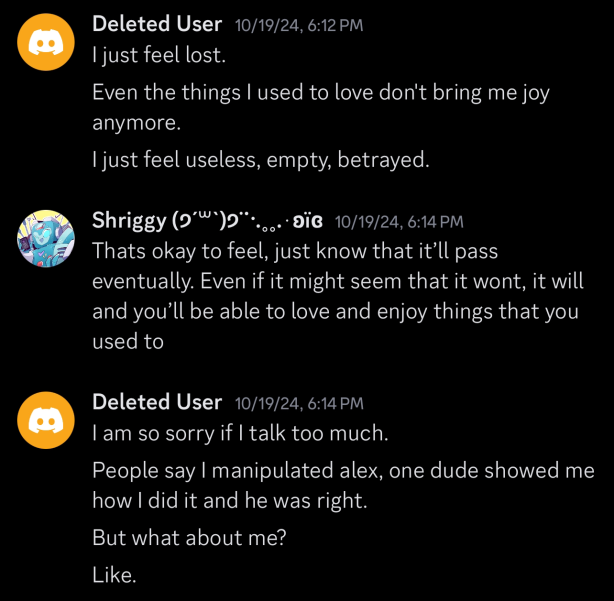 Deleted User 10/19/24, 6:12 PM
I just feel lost.
Even the things I used to love don't bring me joy
anymore.
I just feel useless, empty, betrayed.
Shriggy (੭´꒳`)੭¨·.˳˳.· ʚïɞ 10/19/24, 6:14 PM
Thats okay to feel, just know that it’ll pass
eventually. Even if it might seem that it wont, it will
and you’ll be able to love and enjoy things that you
used to
Deleted User 10/19/24, 6:14 PM
I am so sorry if I talk too much.
People say I manipulated alex, one dude showed me
how I did it and he was right.
But what about me?
Like.